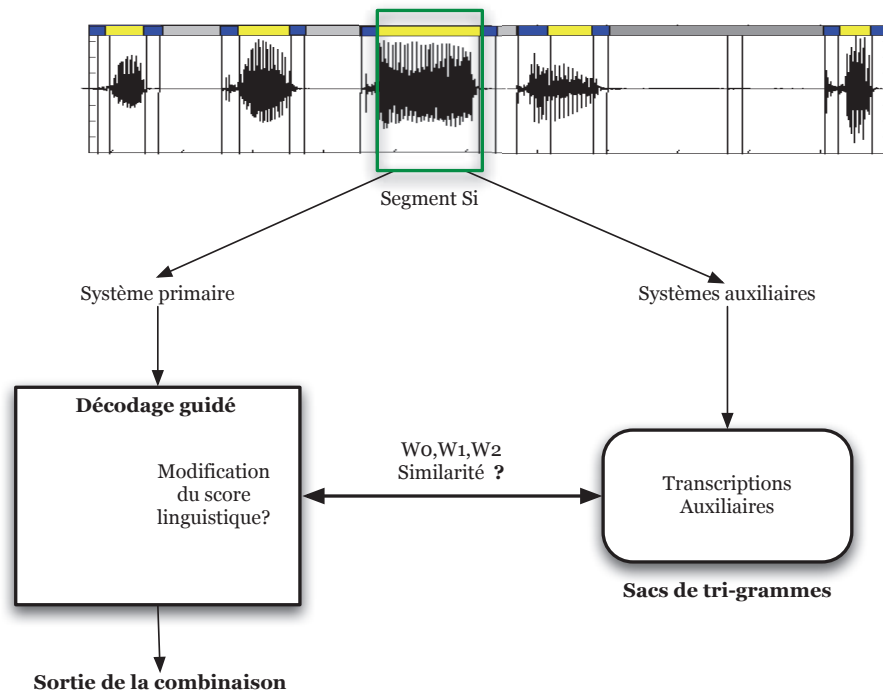 Segment Si
Système primaire
Systèmes auxiliaires
Décodage guidé
Modification
du score
linguistique?
W0,W1,W2
Similarité ?
Transcriptions
Auxiliaires
Sacs de tri-grammes
Sortie de la combinaison